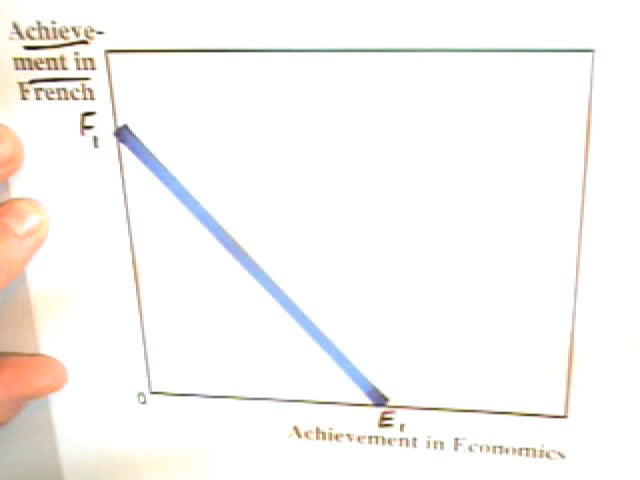 Achieve-
ment in
French
F₁
0
E₁
Achievement in Economics